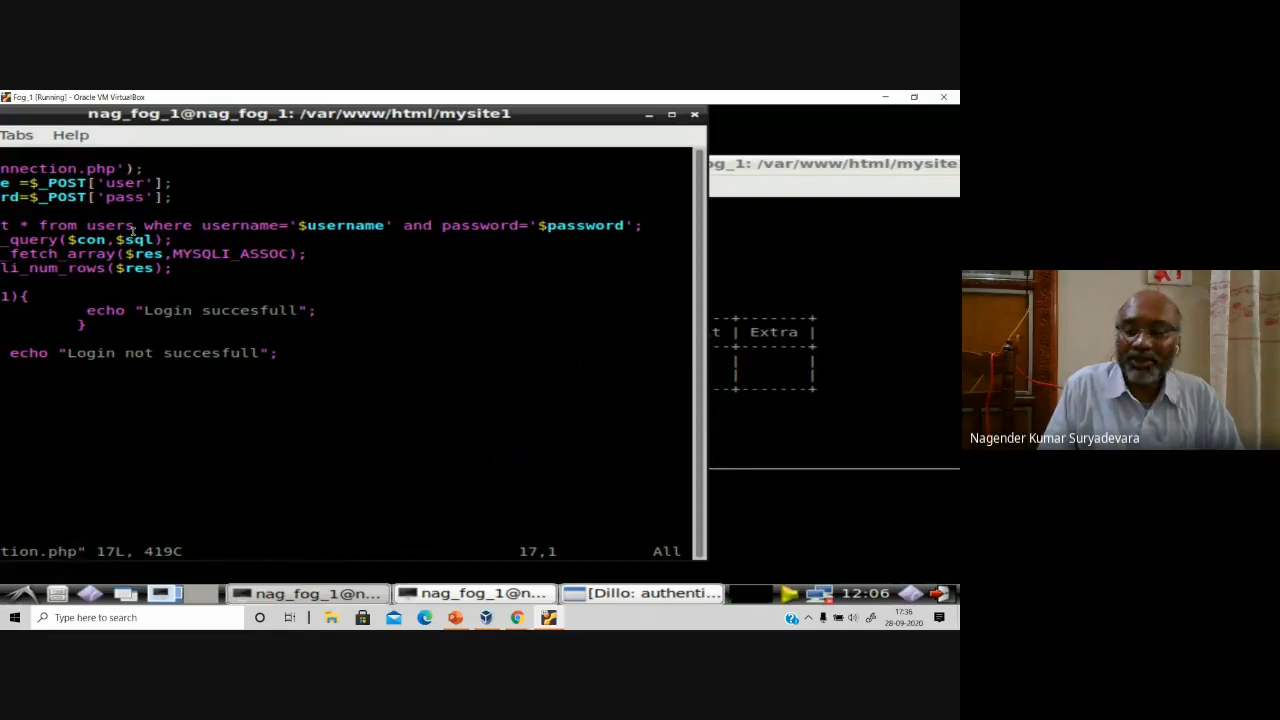 Fog_1 [Running] - Oracle VM VirtualBox
nag_fog_1@nag_fog_1: /var/www/html/mysite1
Tabs Help
nnection.php');
e =$_POST['user'];
rd=$_POST['pass'];
t * from users where username='$username' and password='$password';
_query($con,$sql);
_fetch_array($res,MYSQLI_ASSOC);
li_num_rows($res);
1){
echo "Login succesfull";
}
echo "Login not succesfull";
tion.php" 17L, 419C 17,1 All
og_1: /var/www/html/mysite
t | Extra |
Nagender Kumar Suryadevara
nag_fog_1@n... nag_fog_1@n... [Dillo: authenti... 12:06
Type here to search
17:36
28-09-2020